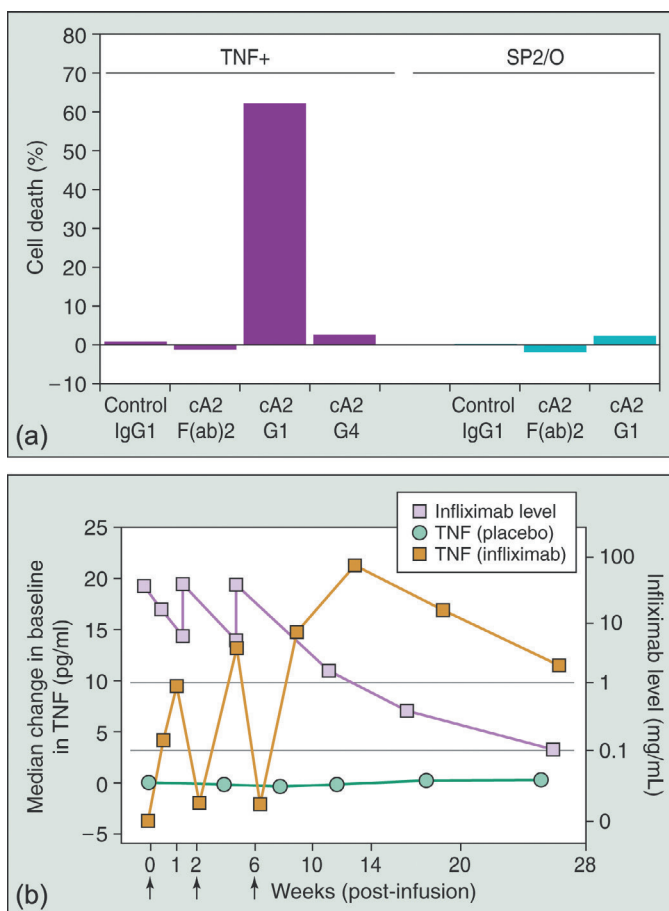 80
70
60
50
40
30
20
10
0
−10
Cell death (%)
TNF+
SP2/O
Control
IgG1
cA2
F(ab)2
cA2
G1
cA2
G4
Control
IgG1
cA2
F(ab)2
cA2
G1
(a)
Infliximab level
TNF (placebo)
TNF (infliximab)
25
20
15
10
5
0
−5
Median change in baseline
in TNF (pg/ml)
100
10
1
0.1
0
Infliximab level (mg/mL)
0 1 2 6 10 14 20 28
Weeks (post-infusion)
(b)